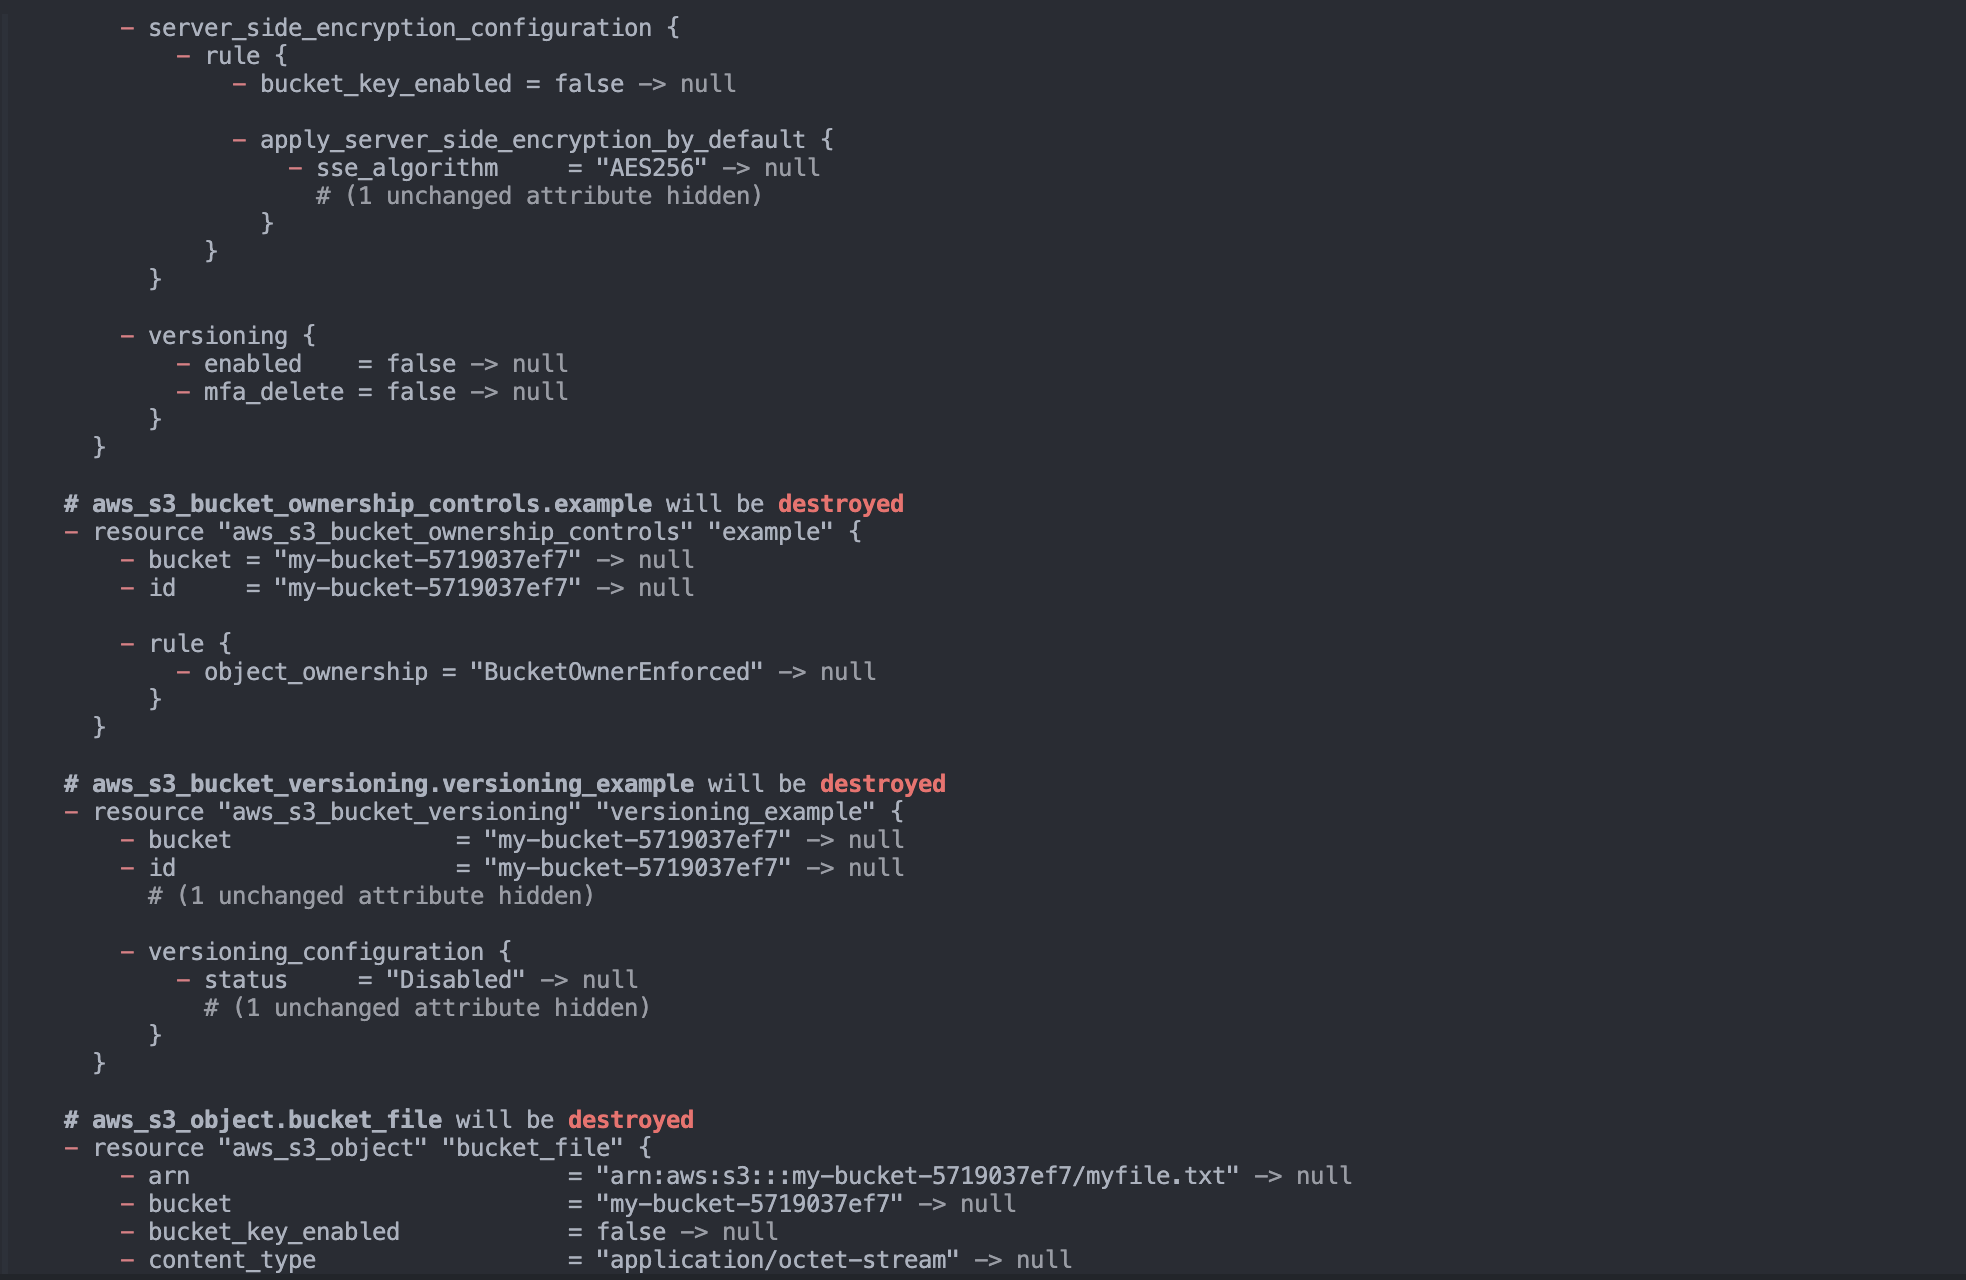 - server_side_encryption_configuration {
- rule {
- bucket_key_enabled = false -> null
- apply_server_side_encryption_by_default {
- sse_algorithm     = "AES256" -> null
# (1 unchanged attribute hidden)
}
}
}
- versioning {
- enabled    = false -> null
- mfa_delete = false -> null
}
}
# aws_s3_bucket_ownership_controls.example will be destroyed
- resource "aws_s3_bucket_ownership_controls" "example" {
- bucket = "my-bucket-5719037ef7" -> null
- id     = "my-bucket-5719037ef7" -> null
- rule {
- object_ownership = "BucketOwnerEnforced" -> null
}
}
# aws_s3_bucket_versioning.versioning_example will be destroyed
- resource "aws_s3_bucket_versioning" "versioning_example" {
- bucket                = "my-bucket-5719037ef7" -> null
- id                    = "my-bucket-5719037ef7" -> null
# (1 unchanged attribute hidden)
- versioning_configuration {
- status     = "Disabled" -> null
# (1 unchanged attribute hidden)
}
}
# aws_s3_object.bucket_file will be destroyed
- resource "aws_s3_object" "bucket_file" {
- arn                           = "arn:aws:s3:::my-bucket-5719037ef7/myfile.txt" -> null
- bucket                        = "my-bucket-5719037ef7" -> null
- bucket_key_enabled            = false -> null
- content_type                  = "application/octet-stream" -> null